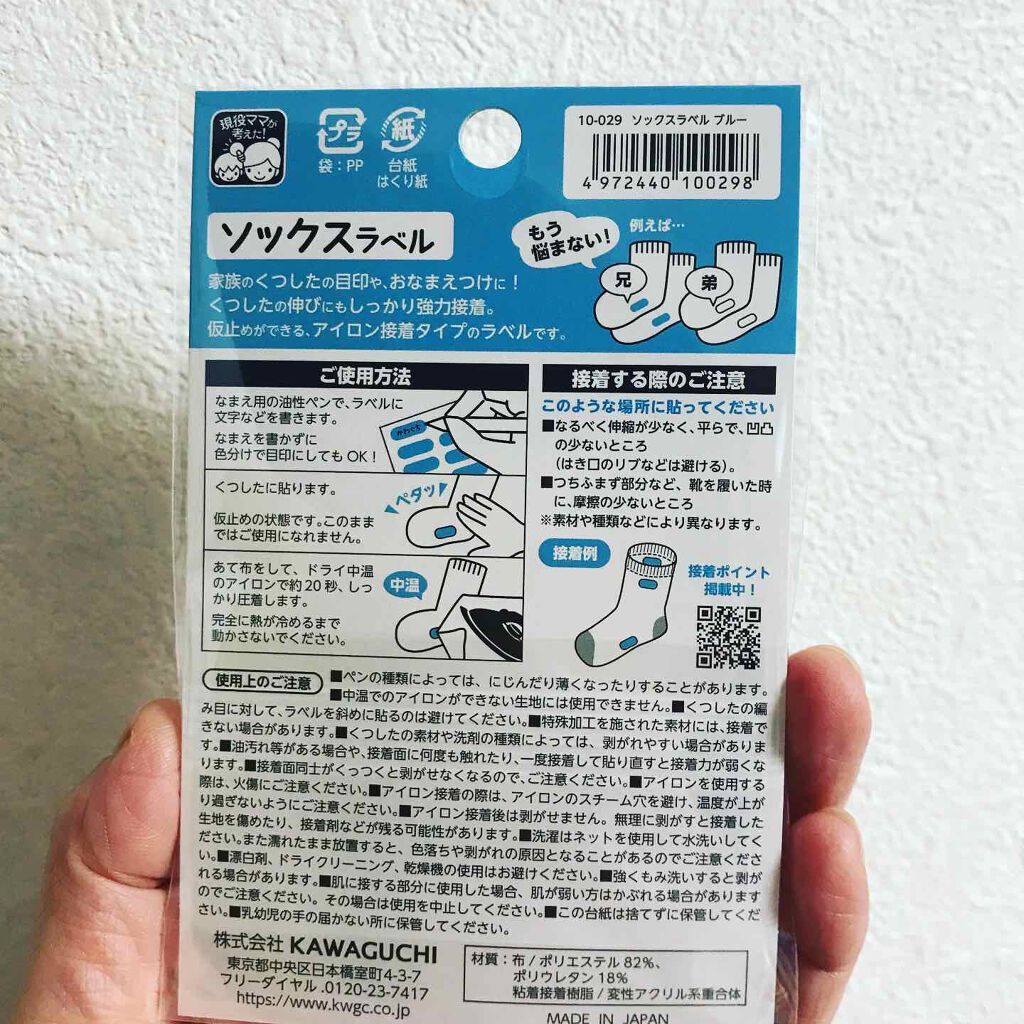 現役ママが
考えた!
プラ
袋：PP
紙
台紙
はくり紙
10-029 ソックスラベル ブルー
4 972440 100298
ソックスラベル
もう
悩まない!
例えば…
兄
弟
家族のくつしたの目印や、おなまえつけに!
くつしたの伸びにもしっかり強力接着。
仮止めができる、アイロン接着タイプのラベルです。
ご使用方法
なまえ用の油性ペンで、ラベルに
文字などを書きます。
なまえを書かずに
色分けで目印にしてもOK!
かわぐち
くつしたに貼ります。
ペタッ
仮止めの状態です。このまま
ではご使用になれません。
あて布をして、ドライ中温
のアイロンで約20秒、しっ
かり圧着します。
完全に熱が冷めるまで
動かさないでください。
中温
接着する際のご注意
このような場所に貼ってください
■なるべく伸縮が少なく、平らで、凹凸
の少ないところ
(はき口のリブなどは避ける)。
■つちふまず部分など、靴を履いた時
に、摩擦の少ないところ
※素材や種類などにより異なります。
接着例
接着ポイント
掲載中!
使用上のご注意
■ペンの種類によっては、にじんだり薄くなったりすることがあります。
■中温でのアイロンができない生地には使用できません。■くつしたの編
み目に対して、ラベルを斜めに貼るのは避けてください。■特殊加工を施された素材には、接着で
きない場合があります。■くつしたの素材や洗剤の種類によっては、剥がれやすい場合がありま
す。■油汚れ等がある場合や、接着面に何度も触れたり、一度接着して貼り直すと接着力が弱くな
ります。■接着面同士がくっつくと剥がせなくなるので、ご注意ください。■アイロンを使用する
際は、火傷にご注意ください。■アイロン接着の際は、アイロンのスチーム穴を避け、温度が上が
り過ぎないようにご注意ください。■アイロン接着後は剥がせません。無理に剥がすと接着した
生地を傷めたり、接着剤などが残る可能性があります。■洗濯はネットを使用して水洗いしてく
ださい。また濡れたまま放置すると、色落ちや剥がれの原因となることがあるのでご注意くださ
い。■漂白剤、ドライクリーニング、乾燥機の使用はお避けください。■強くもみ洗いすると剥が
れる場合があります。■肌に接する部分に使用した場合、肌が弱い方はかぶれる場合があります
のでご注意ください。その場合は使用を中止してください。■この台紙は捨てずに保管してくだ
さい。■乳幼児の手の届かない所に保管してください。
株式会社 KAWAGUCHI
東京都中央区日本橋室町4-3-7
フリーダイヤル.0120-23-7417
https://www.kwgc.co.jp
材質：布/ポリエステル82%、
ポリウレタン18%
粘着接着樹脂/変性アクリル系重合体
MADE IN JAPAN